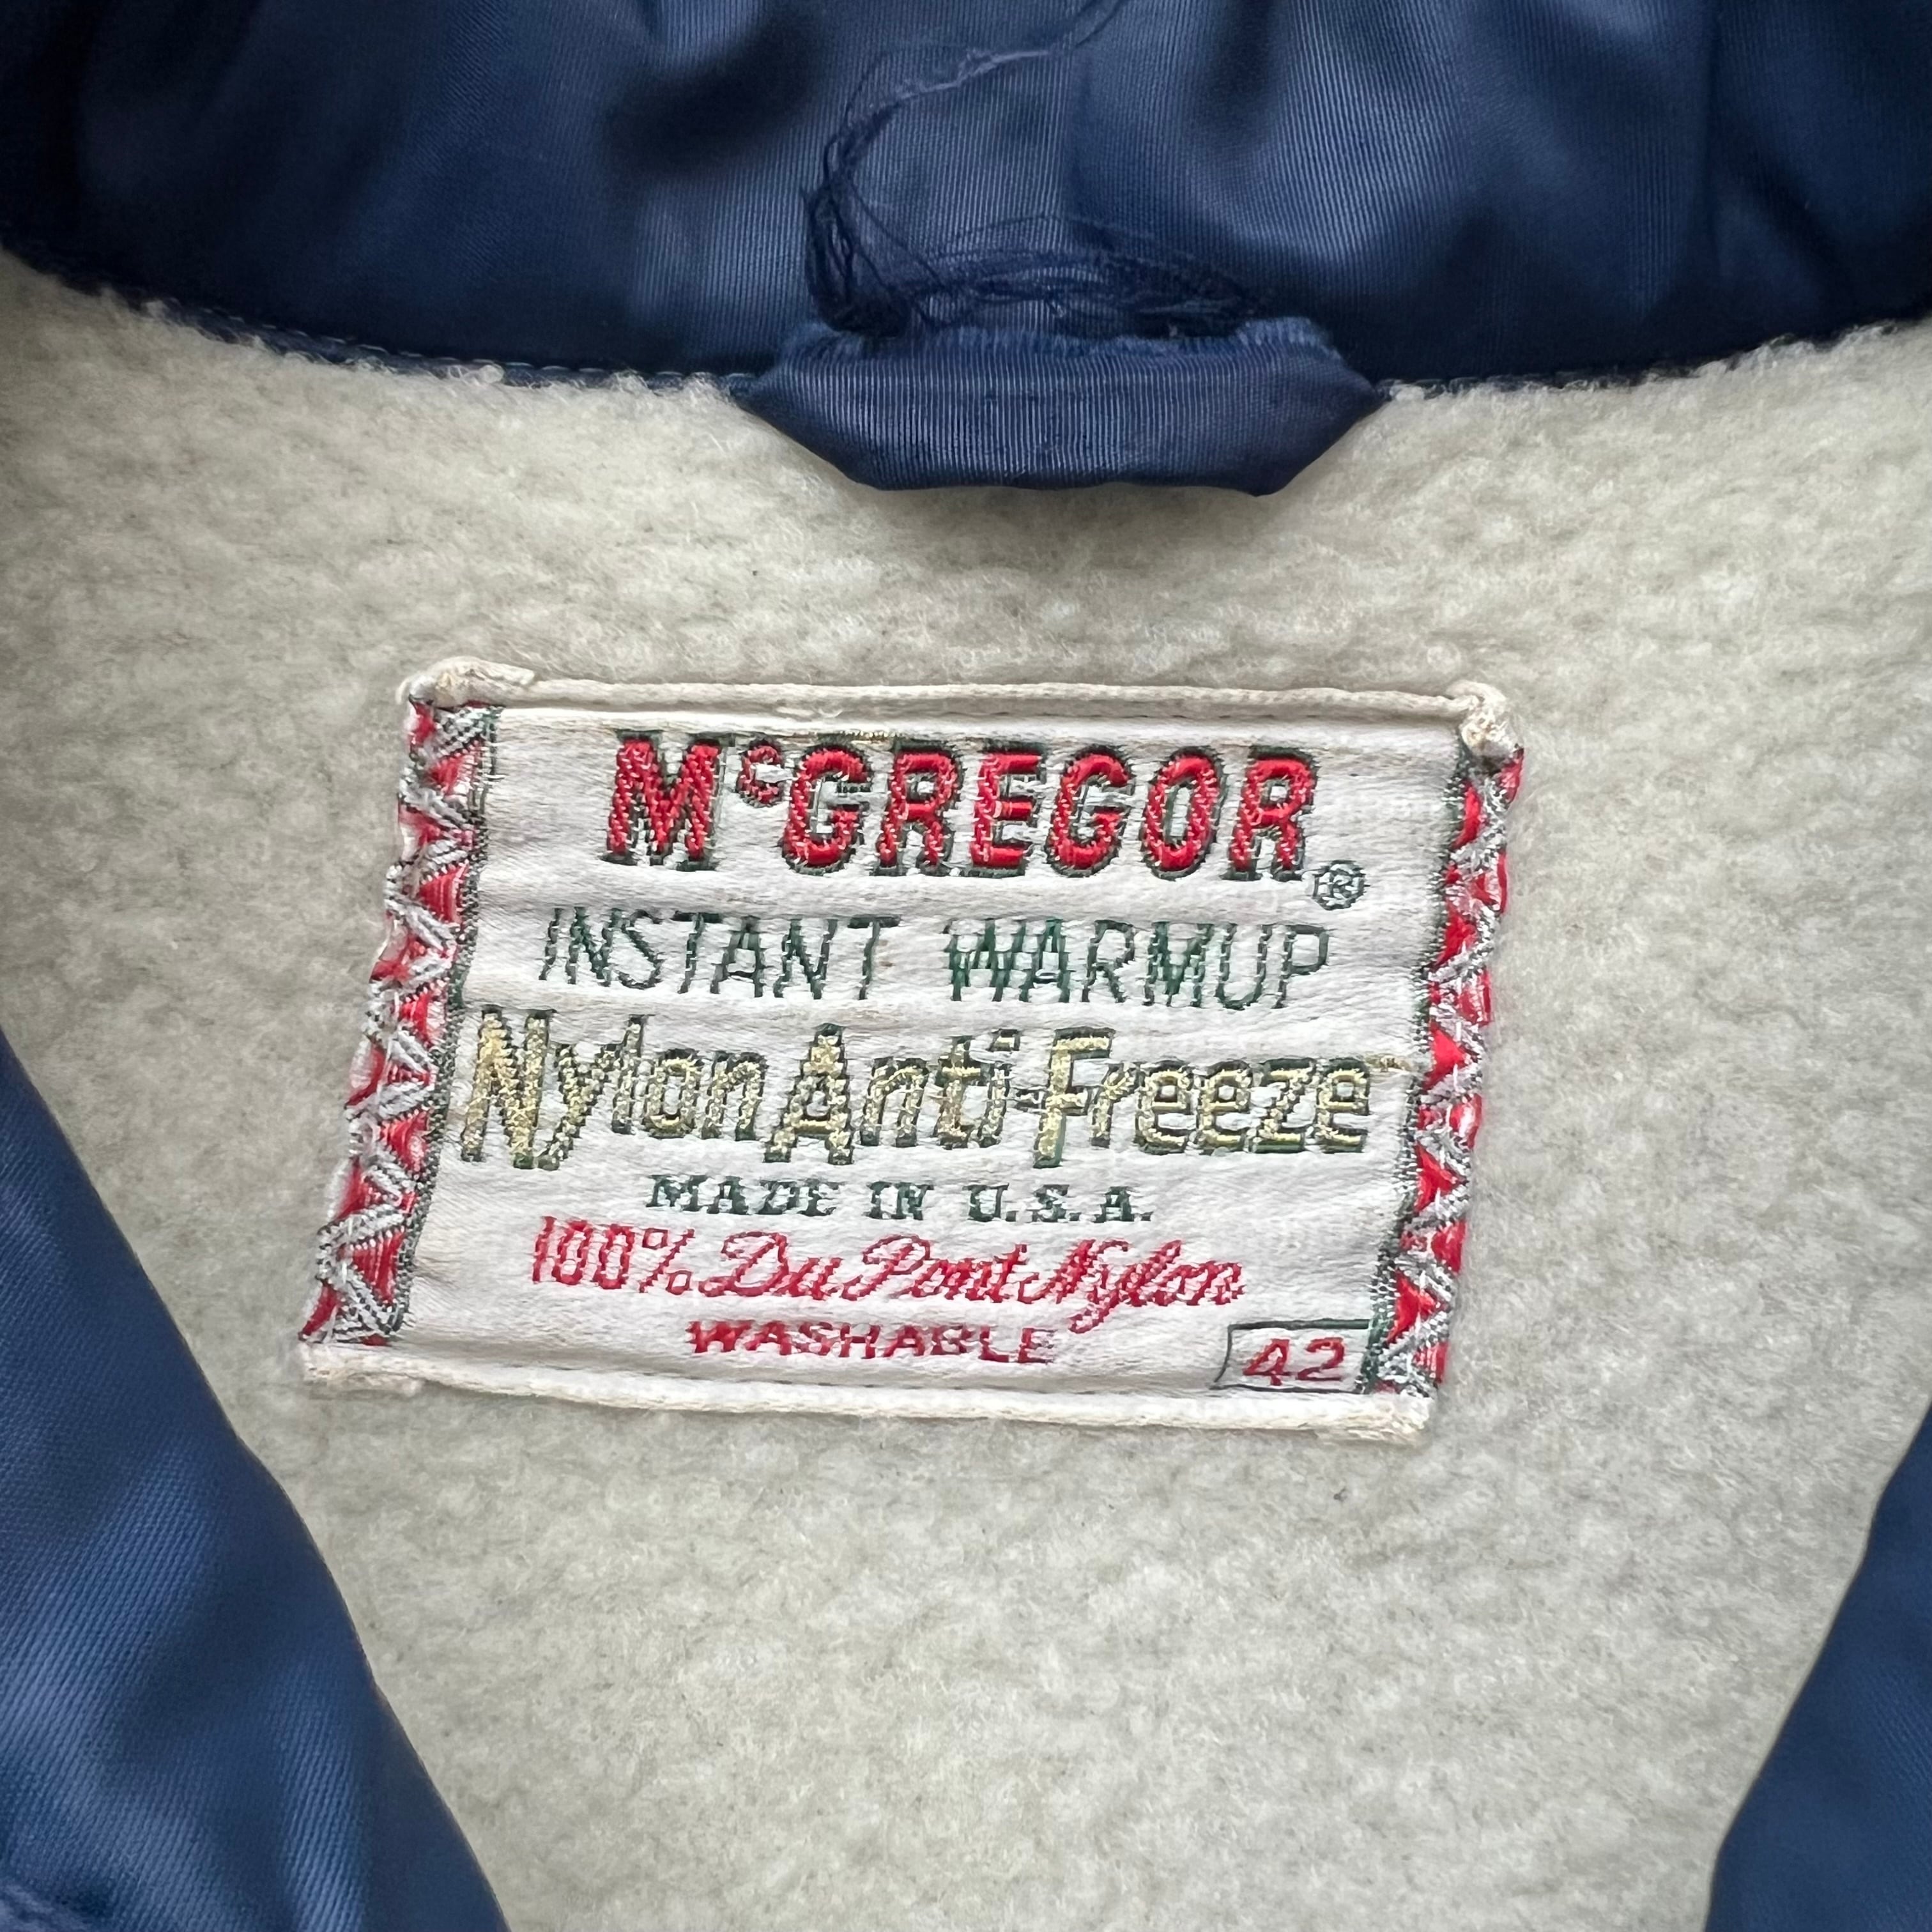 McGREGOR®
INSTANT WARMUP
Nylon Anti-Freeze
MADE IN U.S.A.
100% Du Pont Nylon
WASHABLE 42